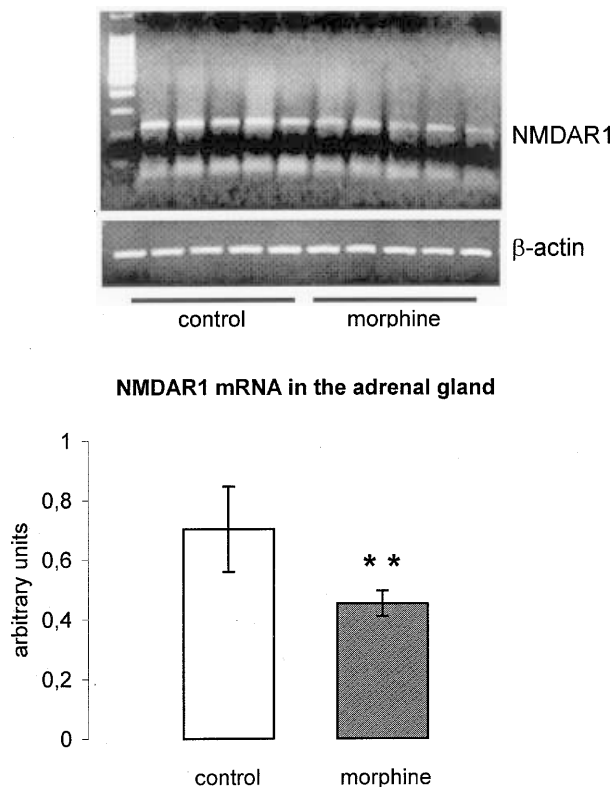 NMDAR1
β-actin
control morphine
NMDAR1 mRNA in the adrenal gland
arbitrary units
1
0,8
0,6
0,4
0,2
0
* *
control morphine